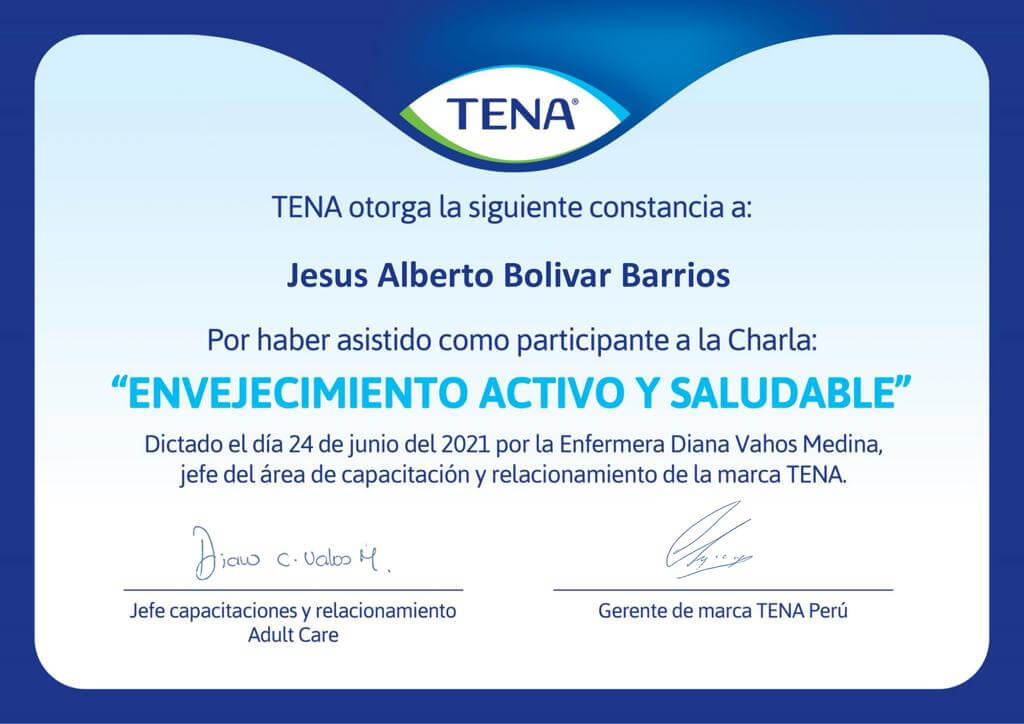 TENA®
TENA otorga la siguiente constancia a:
Jesus Alberto Bolivar Barrios
Por haber asistido como participante a la Charla:
“ENVEJECIMIENTO ACTIVO Y SALUDABLE”
Dictado el día 24 de junio del 2021 por la Enfermera Diana Vahos Medina,
jefe del área de capacitación y relacionamiento de la marca TENA.
Diana C. Vahos M.
Jefe capacitaciones y relacionamiento
Adult Care
Gerente de marca TENA Perú